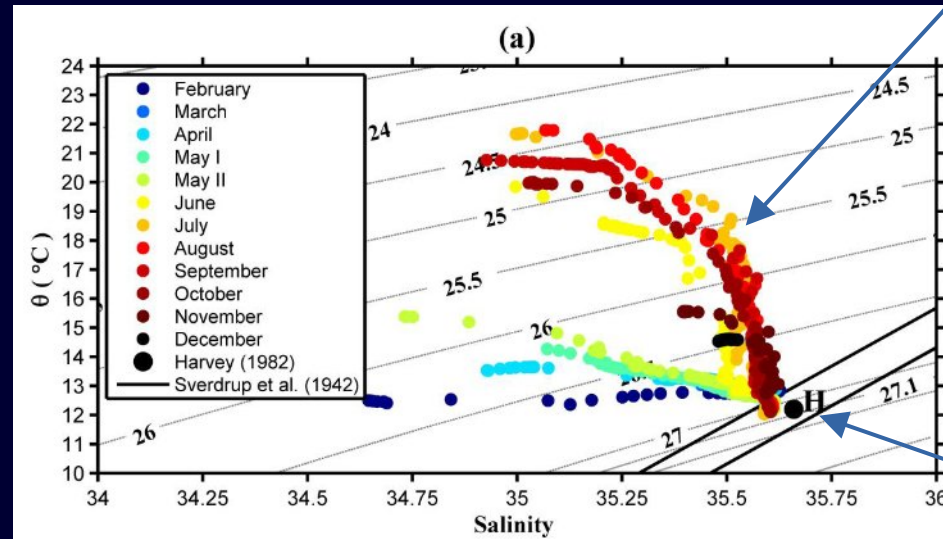 (a)
24
23
22
21
20
19
18
17
16
15
14
13
12
11
10
θ ( °C )
February
March
April
May I
May II
June
July
August
September
October
November
December
Harvey (1982)
Sverdrup et al. (1942)
24
24.5
24.5
25
25
25.5
25.5
26
26
27
27.1
H
34 34.25 34.5 34.75 35 35.25 35.5 35.75 36
Salinity